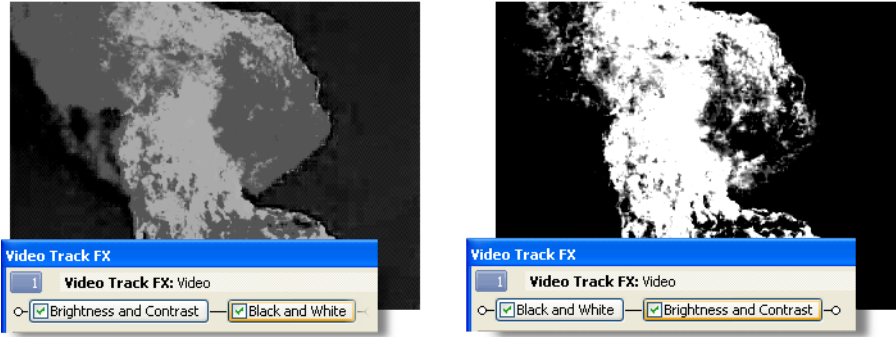 Video Track FX
1 Video Track FX: Video
Brightness and Contrast Black and White
Video Track FX
1 Video Track FX: Video
Black and White Brightness and Contrast